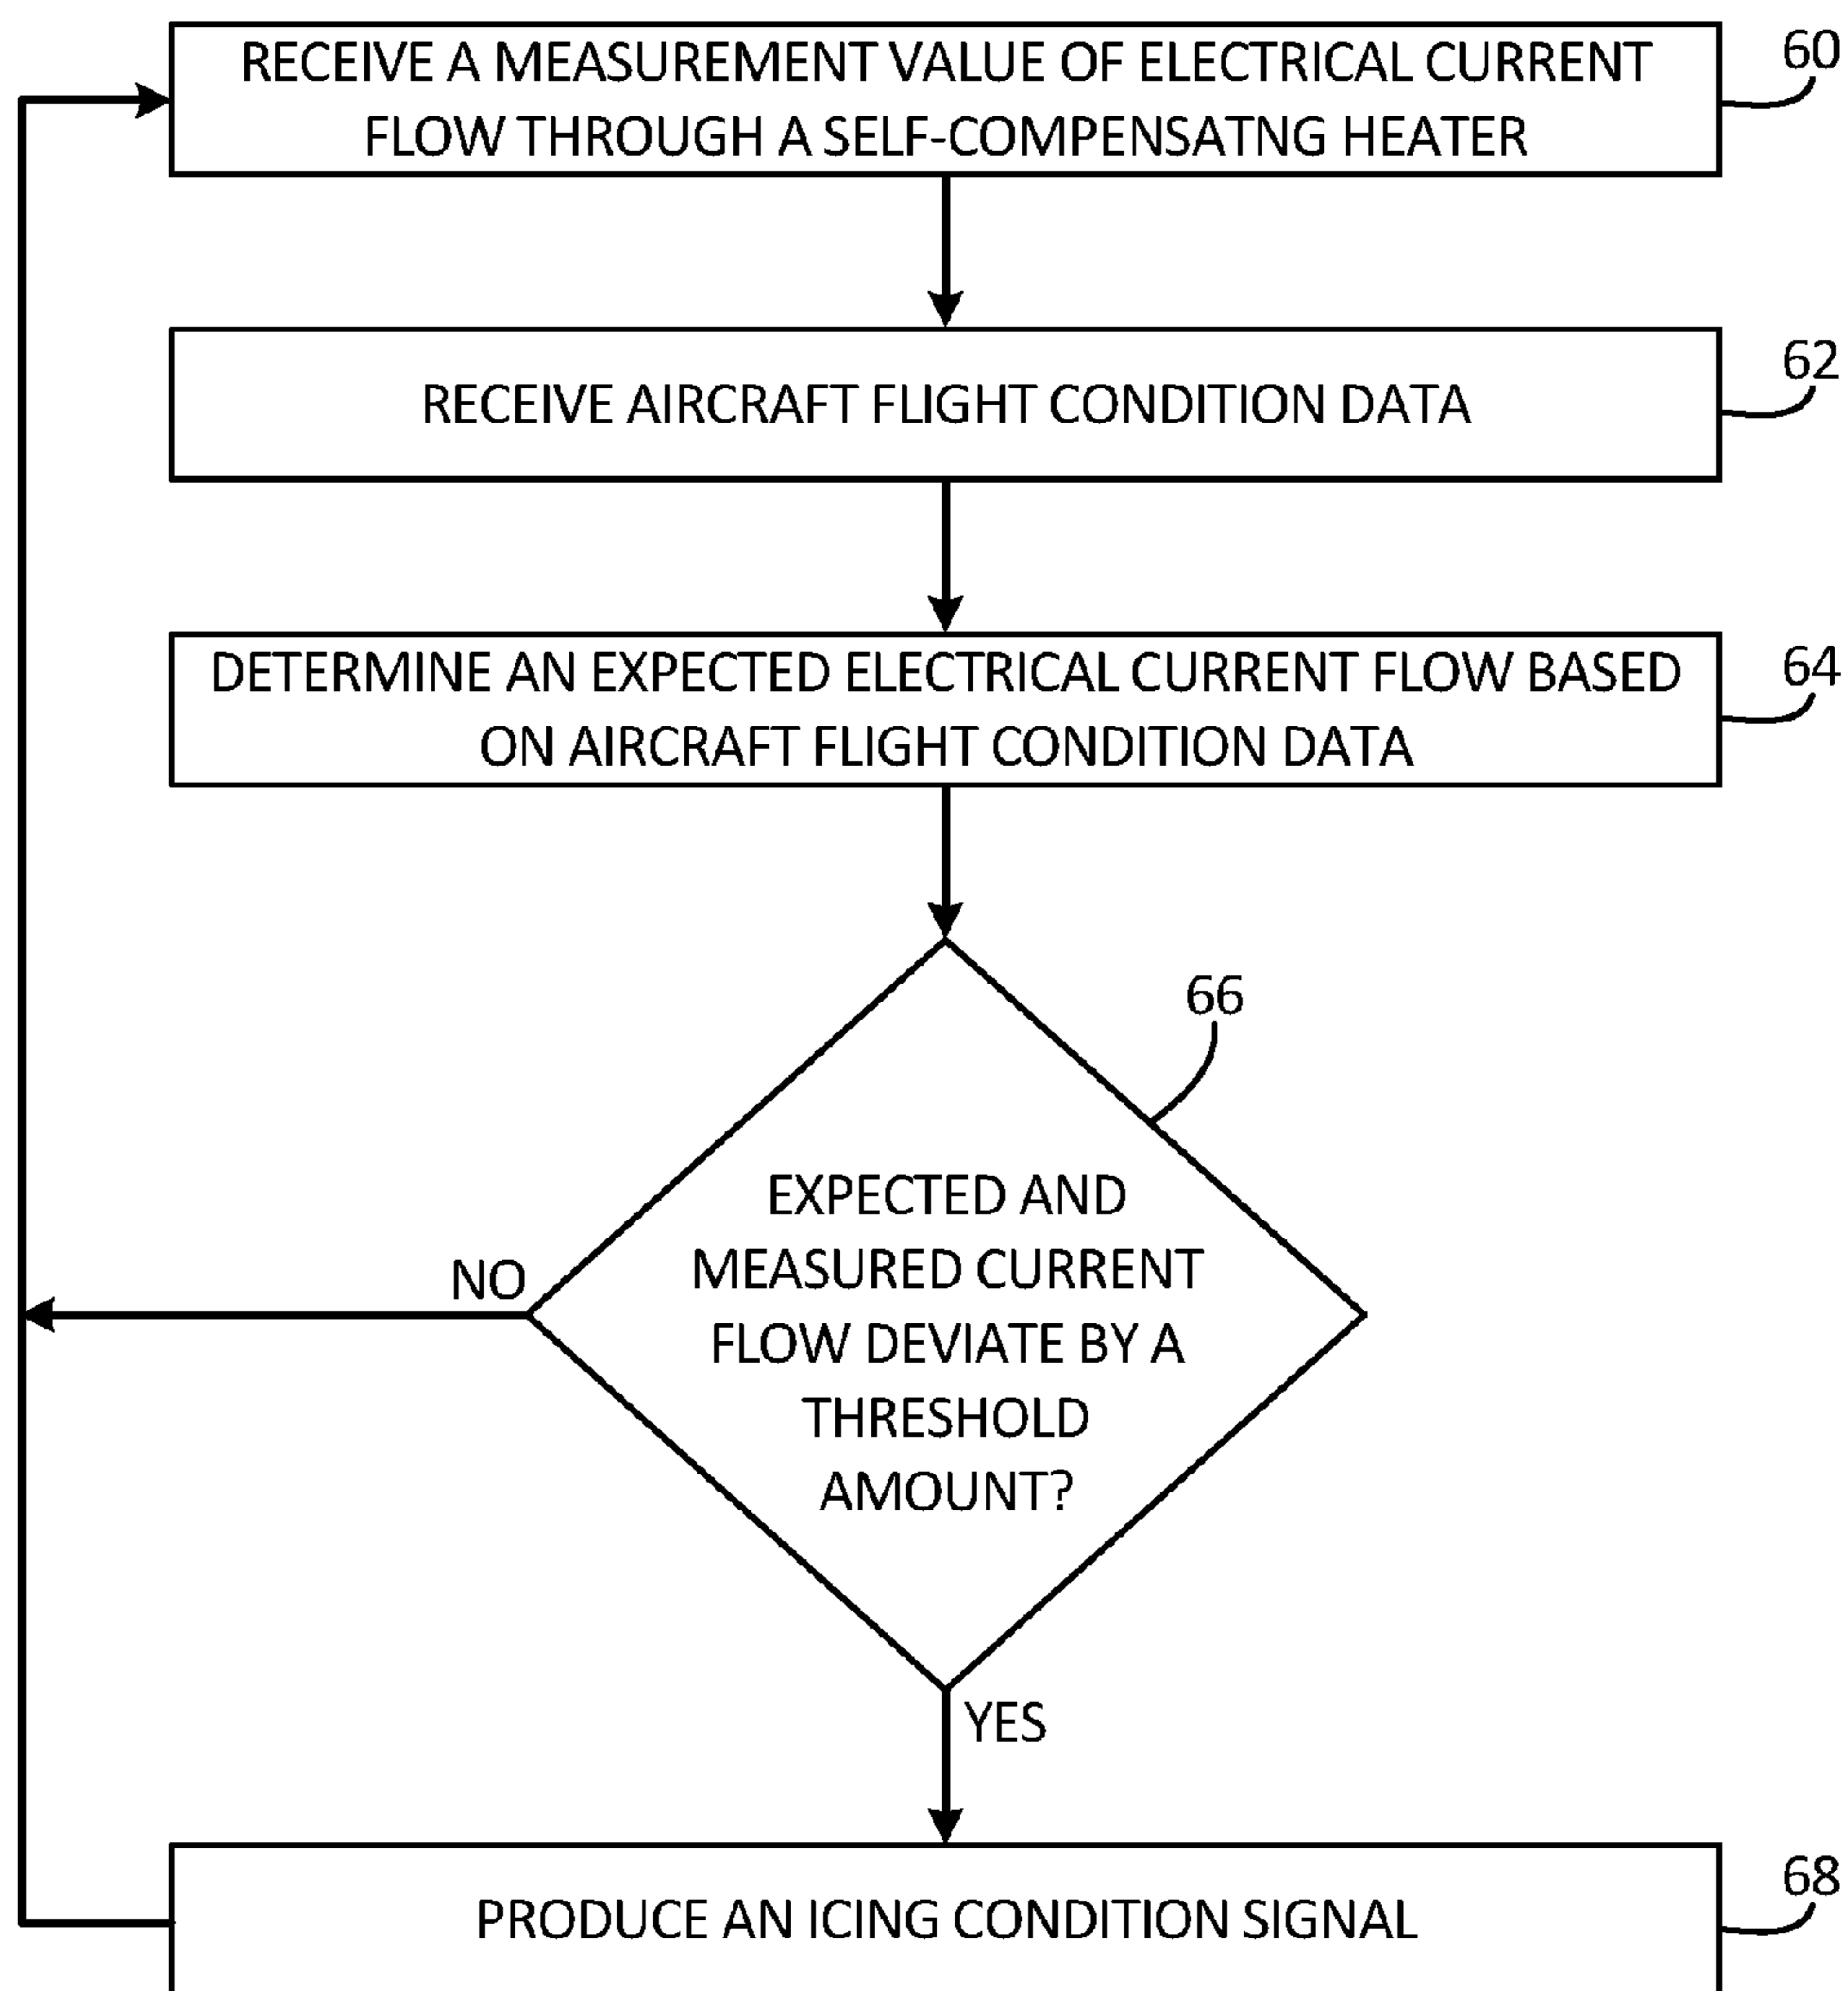 RECEIVE A MEASUREMENT VALUE OF ELECTRICAL CURRENT
FLOW THROUGH A SELF-COMPENSATNG HEATER
60
RECEIVE AIRCRAFT FLIGHT CONDITION DATA
62
DETERMINE AN EXPECTED ELECTRICAL CURRENT FLOW BASED
ON AIRCRAFT FLIGHT CONDITION DATA
64
66
EXPECTED AND
MEASURED CURRENT
FLOW DEVIATE BY A
THRESHOLD
AMOUNT?
NO
YES
PRODUCE AN ICING CONDITION SIGNAL
68